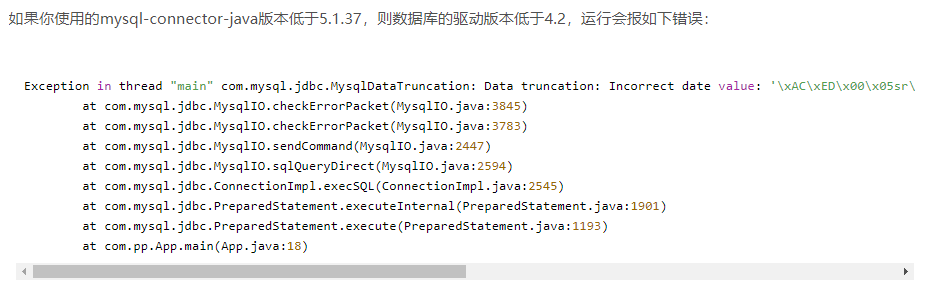 如果你使用的mysql-connector-java版本低于5.1.37，则数据库的驱动版本低于4.2，运行会报如下错误：
Exception in thread "main" com.mysql.jdbc.MysqlDataTruncation: Data truncation: Incorrect date value: '\xAC\xED\x00\x05sr\
at com.mysql.jdbc.MysqlIO.checkErrorPacket(MysqlIO.java:3845)
at com.mysql.jdbc.MysqlIO.checkErrorPacket(MysqlIO.java:3783)
at com.mysql.jdbc.MysqlIO.sendCommand(MysqlIO.java:2447)
at com.mysql.jdbc.MysqlIO.sqlQueryDirect(MysqlIO.java:2594)
at com.mysql.jdbc.ConnectionImpl.execSQL(ConnectionImpl.java:2545)
at com.mysql.jdbc.PreparedStatement.executeInternal(PreparedStatement.java:1901)
at com.mysql.jdbc.PreparedStatement.execute(PreparedStatement.java:1193)
at com.pp.App.main(App.java:18)